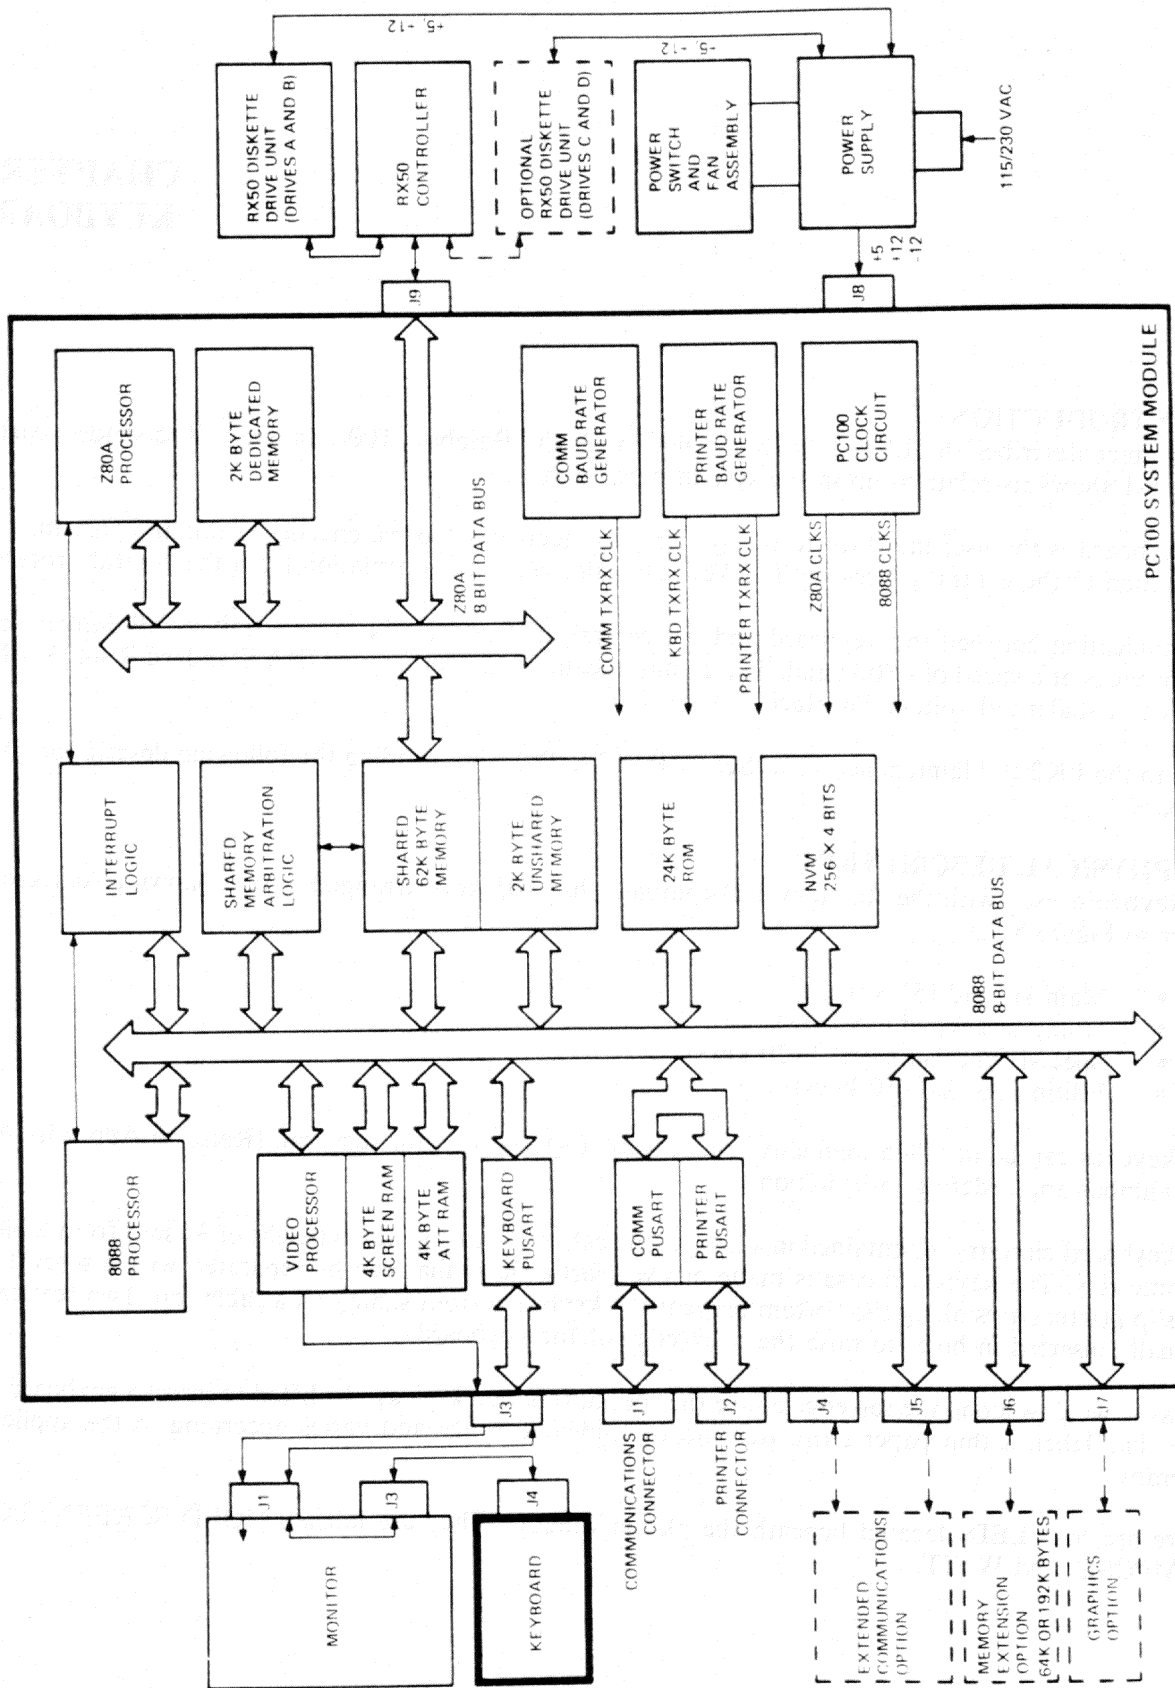 MONITOR
J1
J3
KEYBOARD
J4
COMMUNICATIONS
CONNECTOR
PRINTER
CONNECTOR
EXTENDED
COMMUNICATIONS
OPTION
MEMORY
EXTENSION
OPTION
64K OR 192K BYTES
GRAPHICS
OPTION
J3
J1
J2
J4
J5
J6
J7
8088
PROCESSOR
VIDEO
PROCESSOR
4K BYTE
SCREEN RAM
4K BYTE
ATT RAM
KEYBOARD
PUSART
COMM
PUSART
PRINTER
PUSART
8088
8-BIT DATA BUS
INTERRUPT
LOGIC
SHARED
MEMORY
ARBITRATION
LOGIC
SHARED
62K BYTE
MEMORY
2K BYTE
UNSHARED
MEMORY
24K BYTE
ROM
NVM
256 X 4 BITS
Z80A
8 BIT DATA BUS
Z80A
PROCESSOR
2K BYTE
DEDICATED
MEMORY
COMM TXRX CLK
KBD TXRX CLK
PRINTER TXRX CLK
Z80A CLKS
8088 CLKS
COMM
BAUD RATE
GENERATOR
PRINTER
BAUD RATE
GENERATOR
PC100
CLOCK
CIRCUIT
PC100 SYSTEM MODULE
J9
J8
RX50 DISKETTE
DRIVE UNIT
(DRIVES A AND B)
RX50
CONTROLLER
OPTIONAL
RX50 DISKETTE
DRIVE UNIT
(DRIVES C AND D)
POWER
SWITCH
AND
FAN
ASSEMBLY
POWER
SUPPLY
+5
+12
-12
115/230 VAC